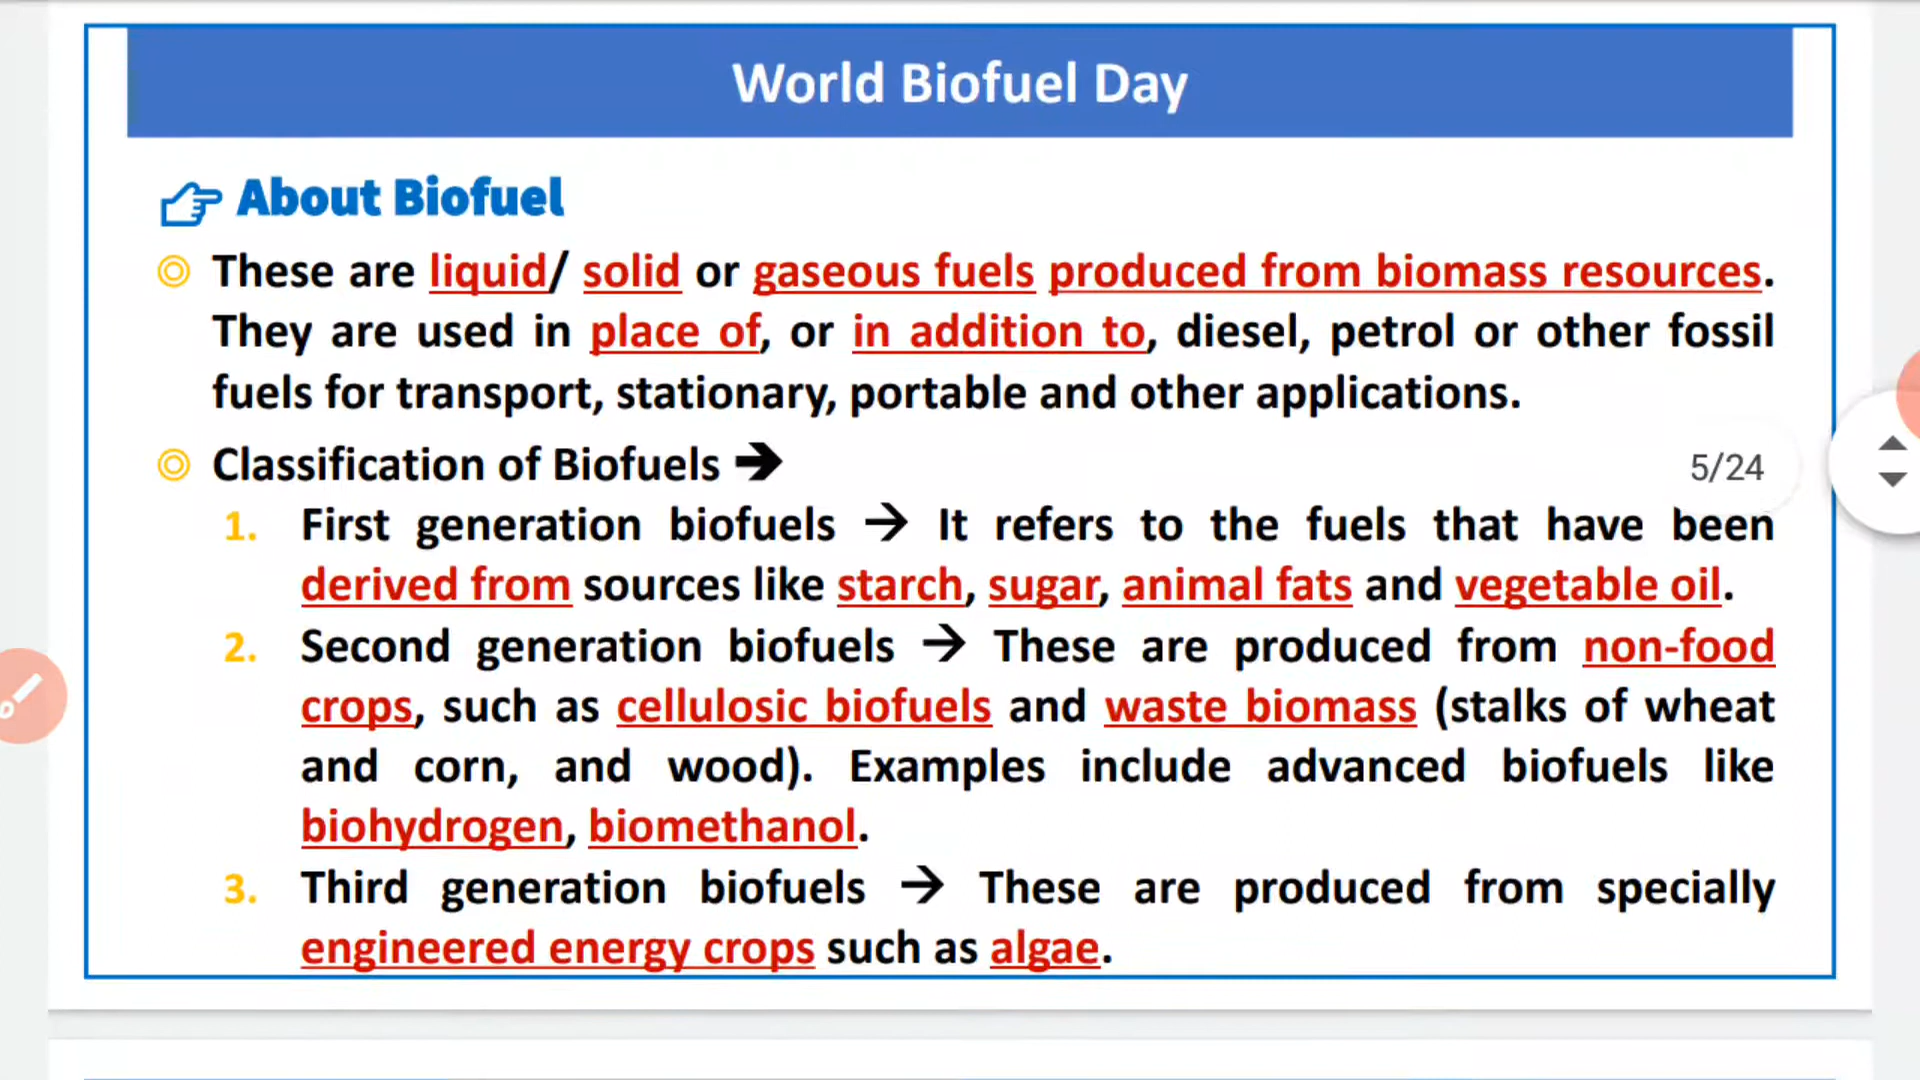 World Biofuel Day
About Biofuel
These are liquid/ solid or gaseous fuels produced from biomass resources.
They are used in place of, or in addition to, diesel, petrol or other fossil
fuels for transport, stationary, portable and other applications.
Classification of Biofuels →
5/24
1. First generation biofuels → It refers to the fuels that have been
derived from sources like starch, sugar, animal fats and vegetable oil.
2. Second generation biofuels → These are produced from non-food
crops, such as cellulosic biofuels and waste biomass (stalks of wheat
and corn, and wood). Examples include advanced biofuels like
biohydrogen, biomethanol.
3. Third generation biofuels → These are produced from specially
engineered energy crops such as algae.